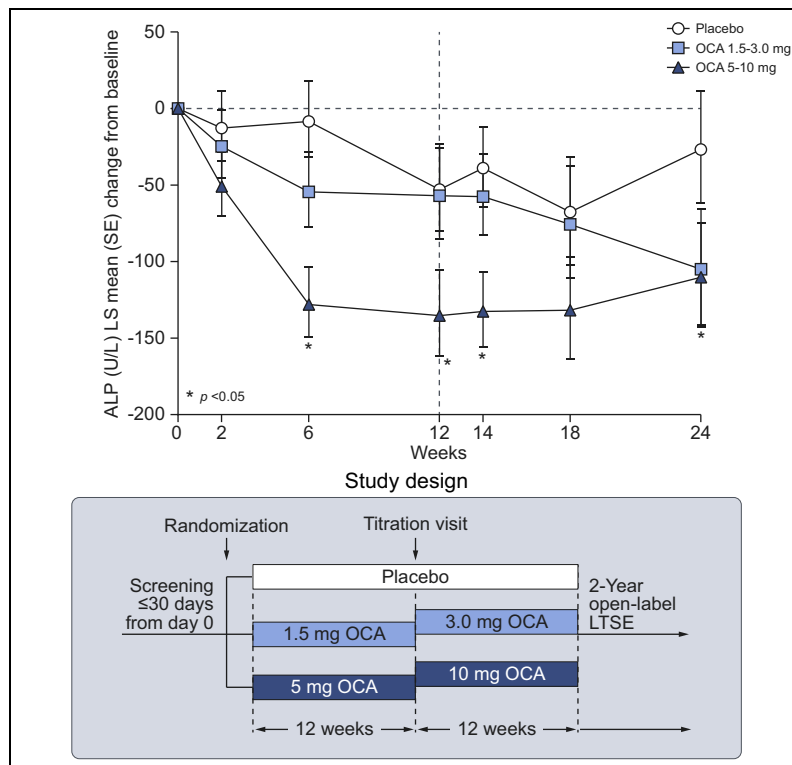 Placebo
OCA 1.5-3.0 mg
OCA 5-10 mg
50
0
-50
-100
-150
-200
ALP (U/L) LS mean (SE) change from baseline
*
*
*
*
* p <0.05
0 2 6 12 14 18 24
Weeks
Study design
Randomization
Titration visit
Placebo
Screening
≤30 days
from day 0
1.5 mg OCA
3.0 mg OCA
5 mg OCA
10 mg OCA
2-Year
open-label
LTSE
12 weeks
12 weeks